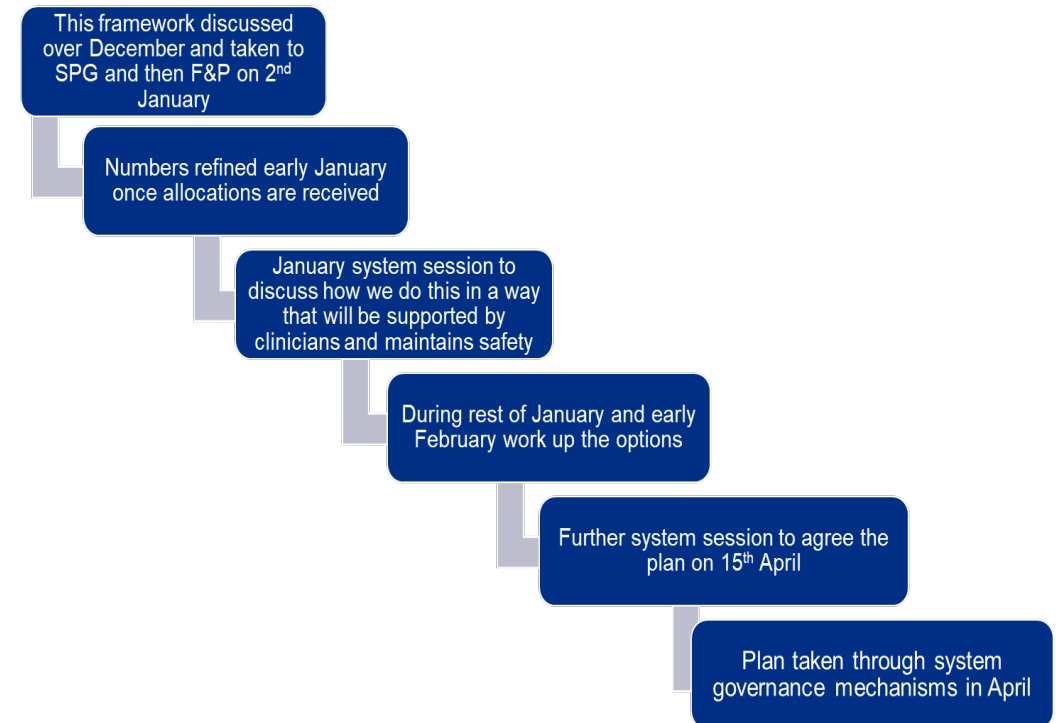 This framework discussed
over December and taken to
SPG and then F&P on 2nd
January
Numbers refined early January
once allocations are received
January system session to
discuss how we do this in a way
that will be supported by
clinicians and maintains safety
During rest of January and early
February work up the options
Further system session to agree the
plan on 15th April
Plan taken through system
governance mechanisms in April